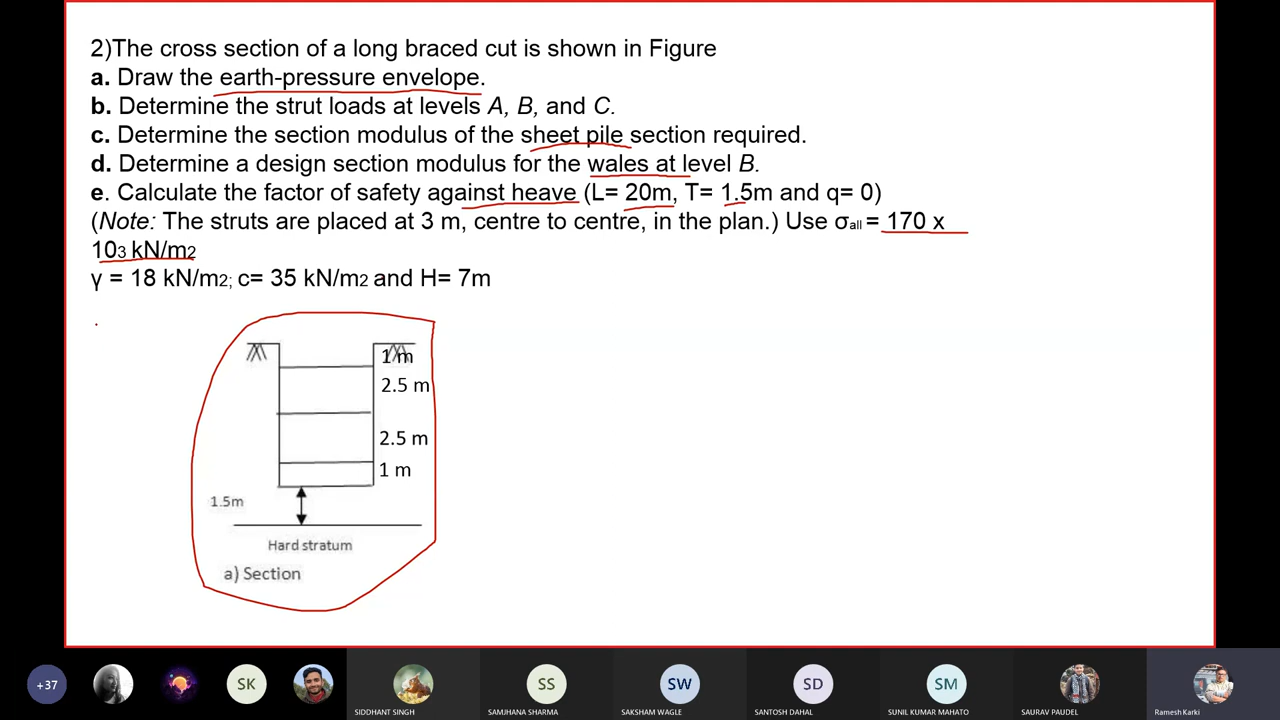 2)The cross section of a long braced cut is shown in Figure
a. Draw the earth-pressure envelope.
b. Determine the strut loads at levels A, B, and C.
c. Determine the section modulus of the sheet pile section required.
d. Determine a design section modulus for the wales at level B.
e. Calculate the factor of safety against heave (L= 20m, T= 1.5m and q= 0)
(Note: The struts are placed at 3 m, centre to centre, in the plan.) Use σall = 170 x
103 kN/m2
γ = 18 kN/m2; c= 35 kN/m2 and H= 7m
1 m
2.5 m
2.5 m
1 m
1.5m
Hard stratum
a) Section
+37
SK
SS
SW
SD
SM
SIDDHANT SINGH
SAMJHANA SHARMA
SAKSHAM WAGLE
SANTOSH DAHAL
SUNIL KUMAR MAHATO
SAURAV PAUDEL
Ramesh Karki